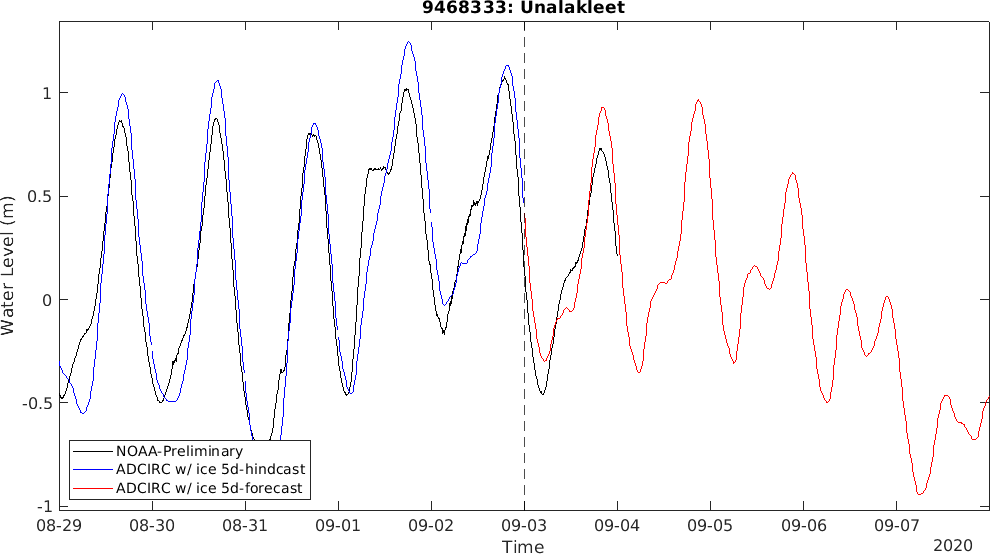 9468333: Unalakleet
Water Level (m)
1
0.5
0
-0.5
-1
NOAA-Preliminary
ADCIRC w/ ice 5d-hindcast
ADCIRC w/ ice 5d-forecast
08-29 08-30 08-31 09-01 09-02 09-03 09-04 09-05 09-06 09-07
Time
2020